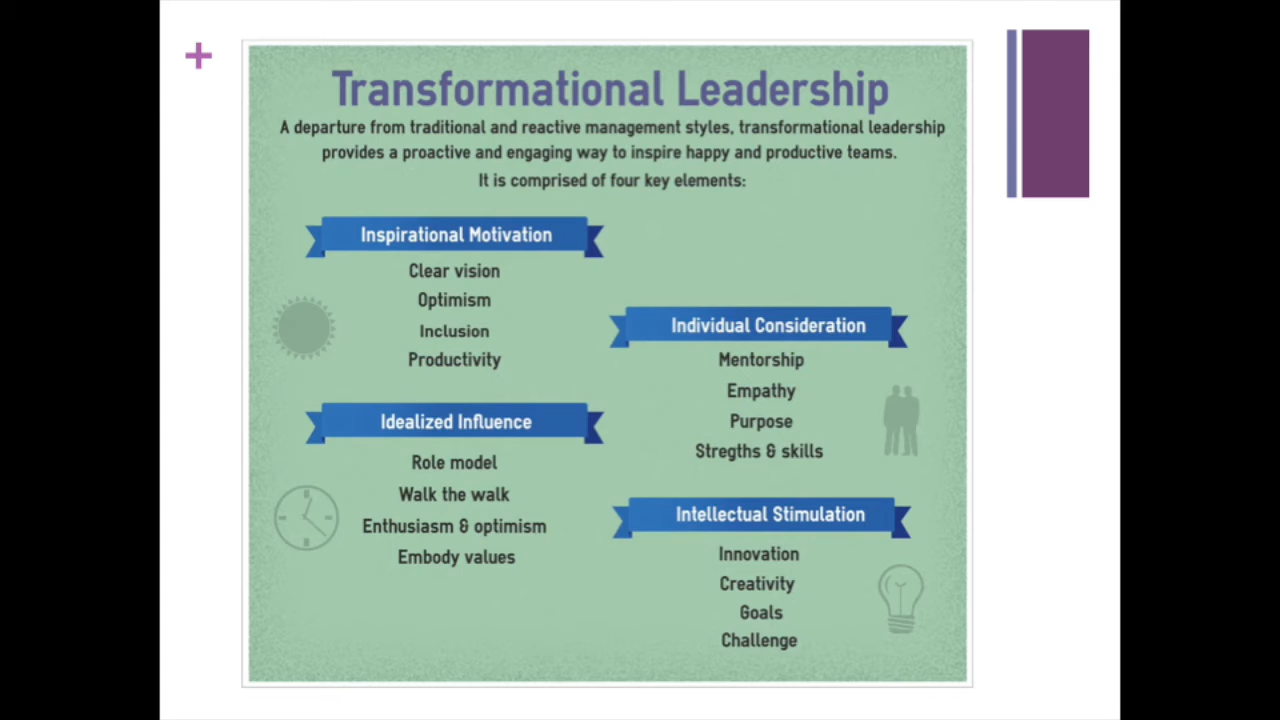 +
Transformational Leadership
A departure from traditional and reactive management styles, transformational leadership
provides a proactive and engaging way to inspire happy and productive teams.
It is comprised of four key elements:
Inspirational Motivation
Clear vision
Optimism
Inclusion
Productivity
Idealized Influence
Role model
Walk the walk
Enthusiasm & optimism
Embody values
Individual Consideration
Mentorship
Empathy
Purpose
Stregths & skills
Intellectual Stimulation
Innovation
Creativity
Goals
Challenge